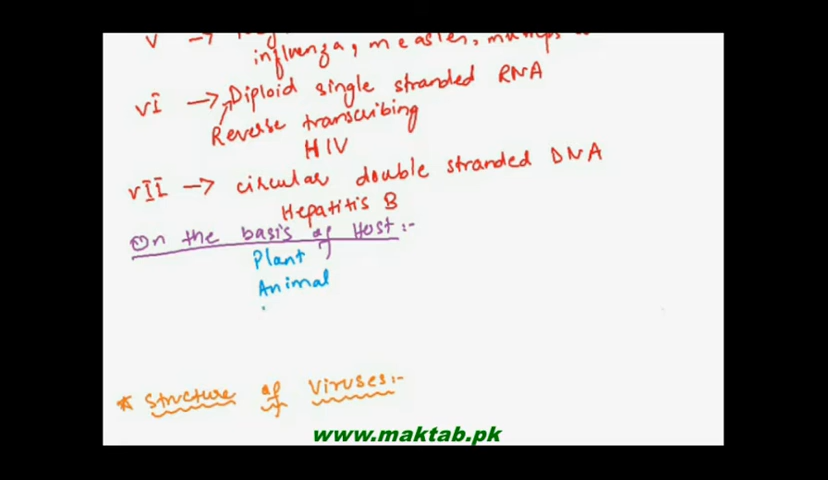 V →
influenza, measles, mumps
VI → Diploid single stranded RNA
Reverse transcribing
HIV
VII → circular double stranded DNA
Hepatitis B
On the basis of Host:-
Plant
Animal
* Structure of Viruses:-
www.maktab.pk